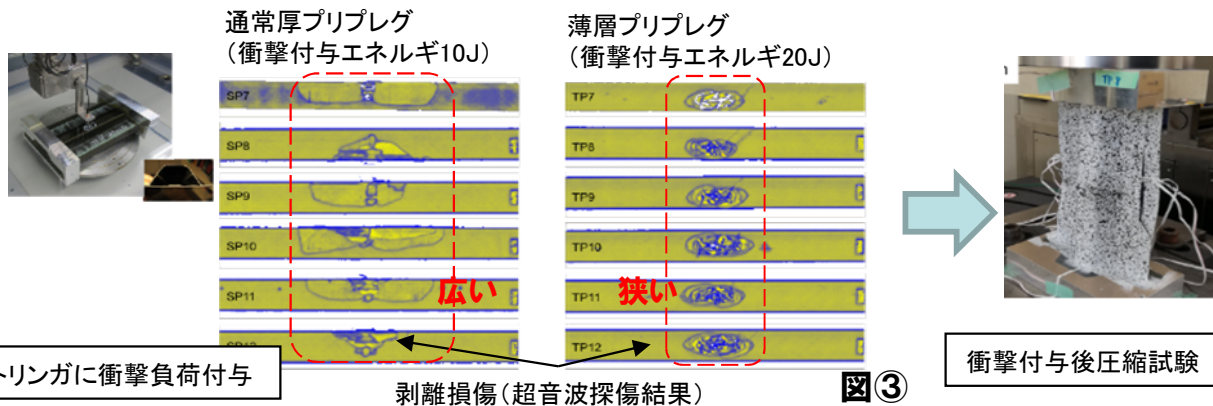 通常厚プリプレグ
（衝撃付与エネルギ10J）
薄層プリプレグ
（衝撃付与エネルギ20J）
SP7
SP8
SP9
SP10
SP11
広い
TP7
TP8
TP9
TP10
TP11
狭い
TP12
トリンガに衝撃負荷付与
剥離損傷（超音波探傷結果）
図③
衝撃付与後圧縮試験